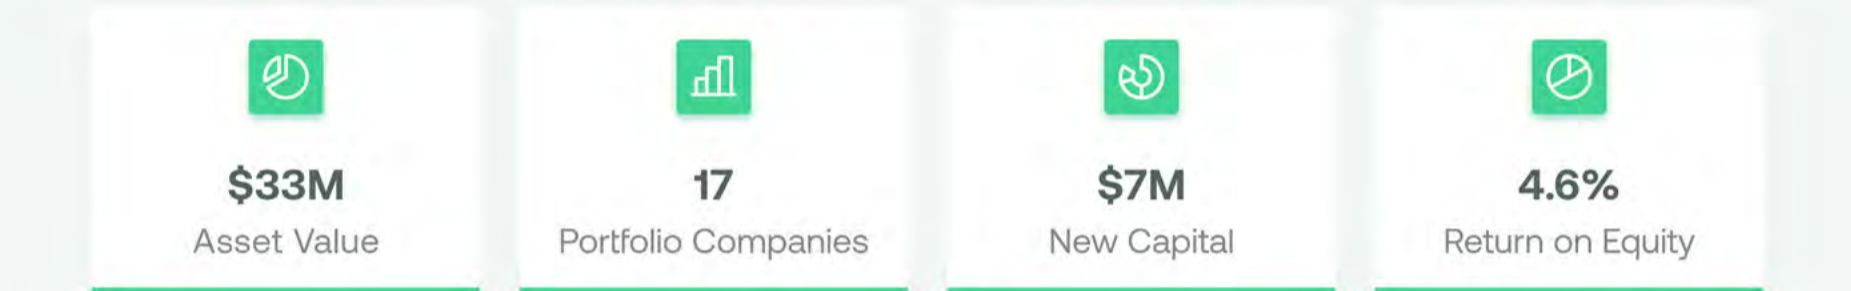 $33M
Asset Value
17
Portfolio Companies
$7M
New Capital
4.6%
Return on Equity